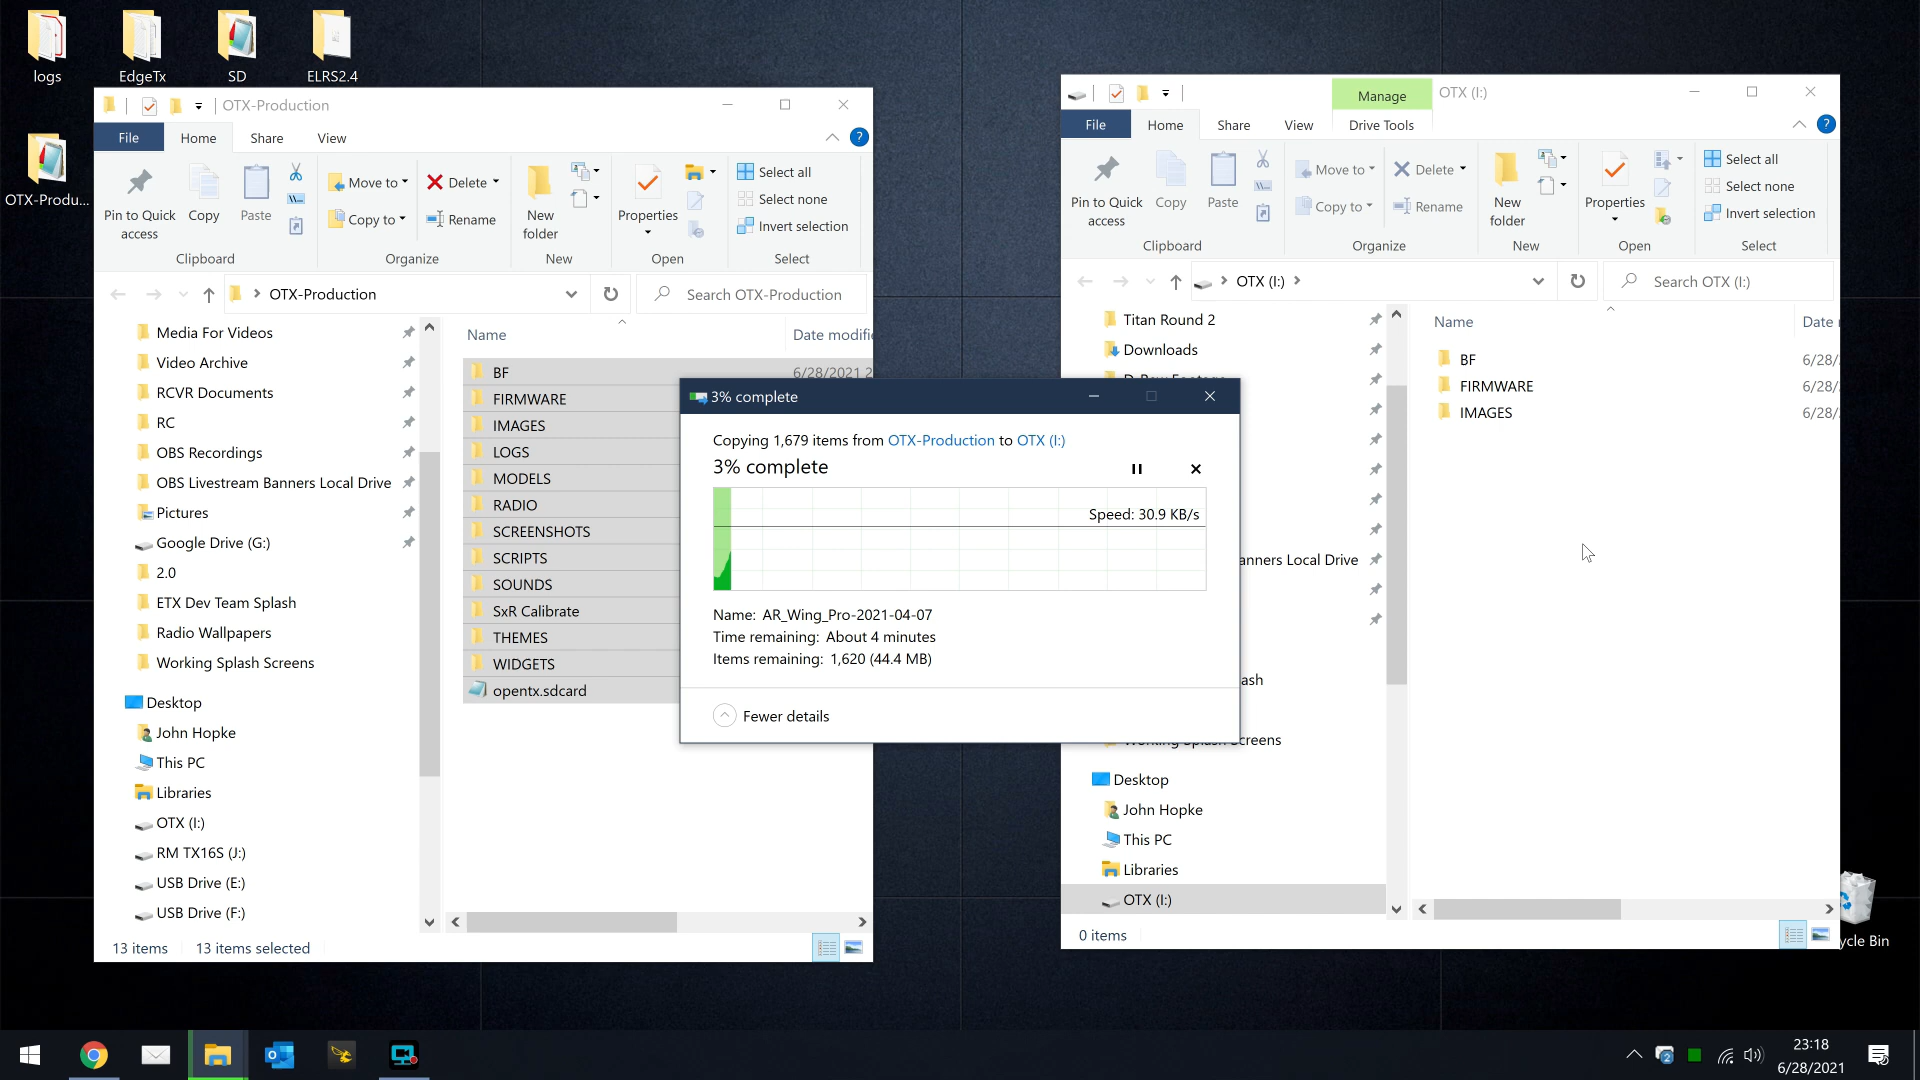 logs
EdgeTx
SD
ELRS2.4
OTX-Produ...
OTX-Production
File
Home
Share
View
Pin to Quick access
Copy
Paste
Move to
Copy to
Delete
Rename
New folder
Properties
Select all
Select none
Invert selection
Clipboard
Organize
New
Open
Select
OTX-Production
Search OTX-Production
Media For Videos
Video Archive
RCVR Documents
RC
OBS Recordings
OBS Livestream Banners Local Drive
Pictures
Google Drive (G:)
2.0
ETX Dev Team Splash
Radio Wallpapers
Working Splash Screens
Desktop
John Hopke
This PC
Libraries
OTX (I:)
RM TX16S (J:)
USB Drive (E:)
USB Drive (F:)
Name
Date modifie
BF
6/28/2021 2
FIRMWARE
IMAGES
LOGS
MODELS
RADIO
SCREENSHOTS
SCRIPTS
SOUNDS
SxR Calibrate
THEMES
WIDGETS
opentx.sdcard
13 items
13 items selected
3% complete
Copying 1,679 items from OTX-Production to OTX (I:)
3% complete
Speed: 30.9 KB/s
Name: AR_Wing_Pro-2021-04-07
Time remaining: About 4 minutes
Items remaining: 1,620 (44.4 MB)
Fewer details
Manage
OTX (I:)
File
Home
Share
View
Drive Tools
Pin to Quick access
Copy
Paste
Move to
Copy to
Delete
Rename
New folder
Properties
Select all
Select none
Invert selection
Clipboard
Organize
New
Open
Select
OTX (I:)
Search OTX (I:)
Titan Round 2
Downloads
anners Local Drive
ash
Working Splash Screens
Desktop
John Hopke
This PC
Libraries
OTX (I:)
Name
Date
BF
6/28/
FIRMWARE
6/28/
IMAGES
6/28/
0 items
ycle Bin
23:18
6/28/2021